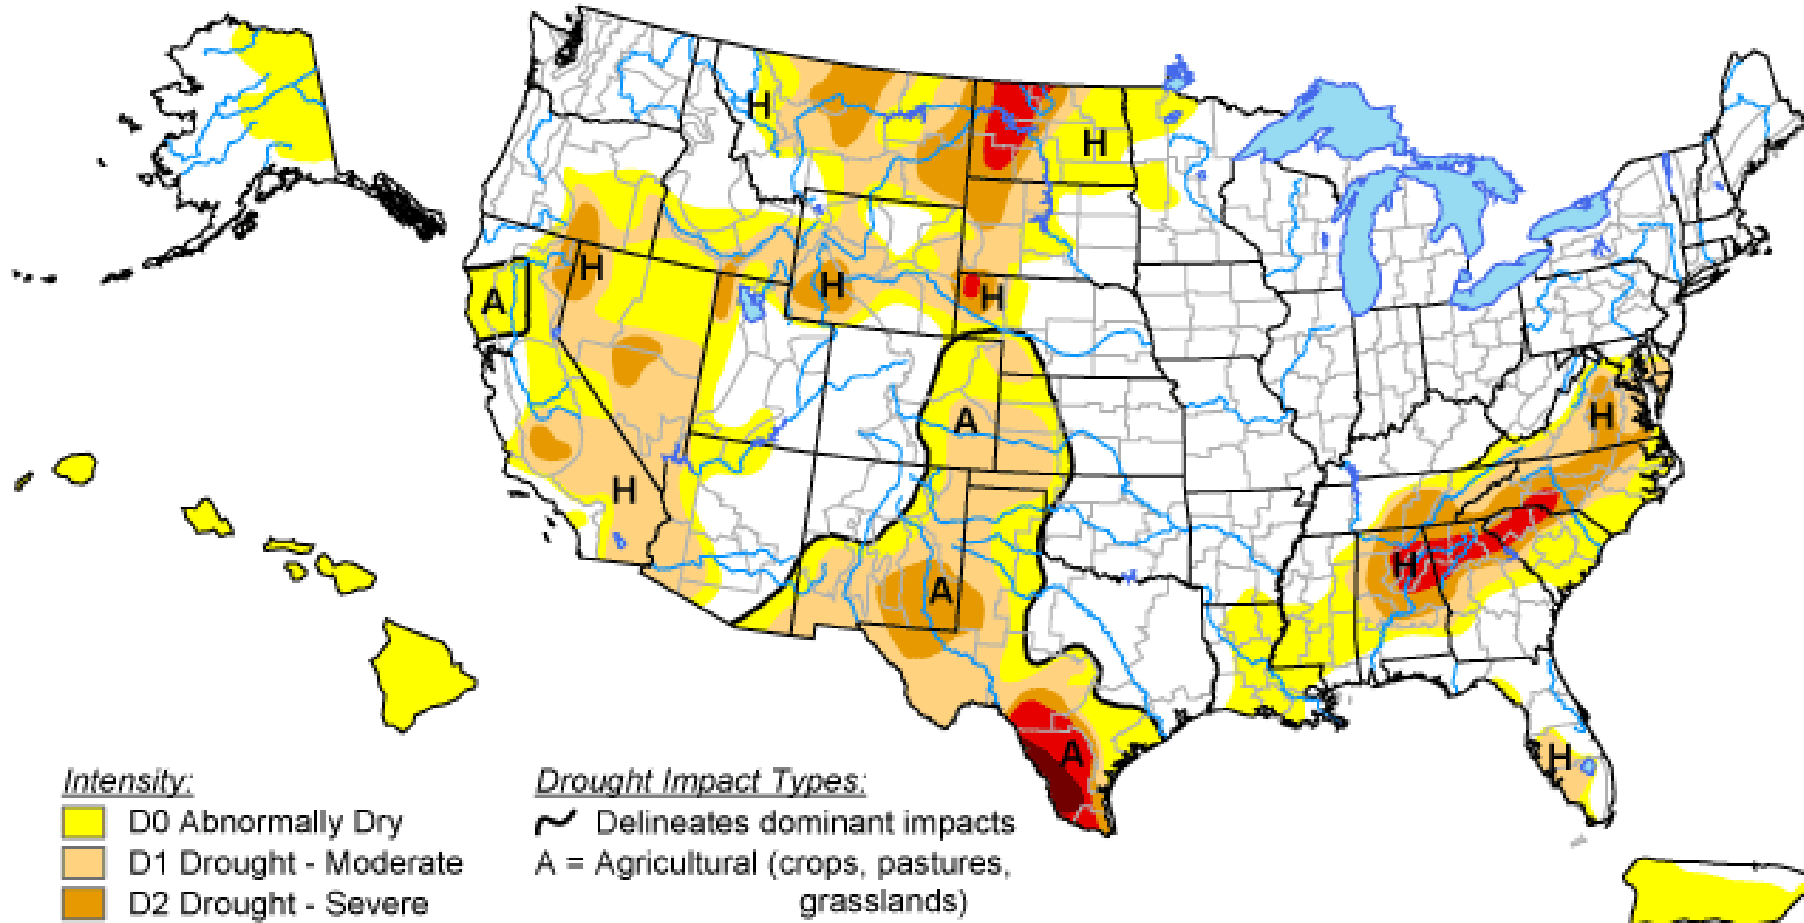 H
H
H
A
H
H
A
H
H
A
H
A
H
Intensity:
D0 Abnormally Dry
D1 Drought - Moderate
D2 Drought - Severe
Drought Impact Types:
Delineates dominant impacts
A = Agricultural (crops, pastures,
grasslands)